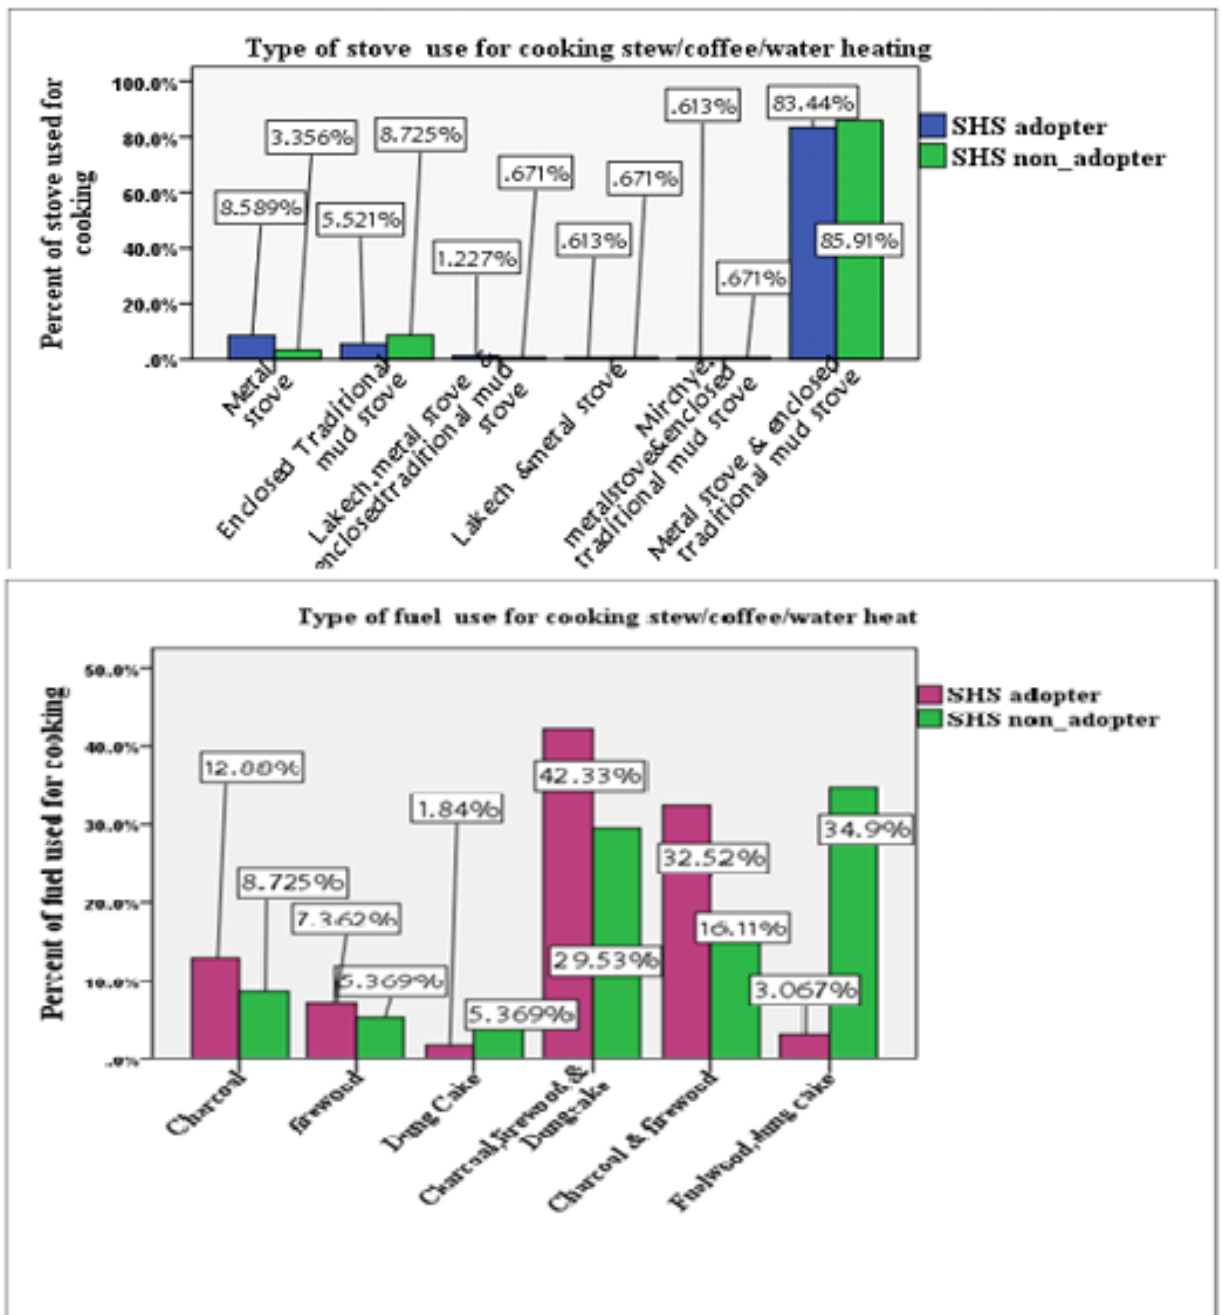 Type of stove use for cooking stew/coffee/water heating
Percent of stove used for
cooking
100.0%
80.0%
60.0%
40.0%
20.0%
.0%
8.589%
3.356%
5.521%
8.725%
1.227%
.671%
.613%
.671%
.613%
.671%
83.44%
85.91%
SHS adopter
SHS non_adopter
Metal
stove
Enclosed Traditional
mud stove
Lakech,metal stove &
enclosedtraditional mud
stove
Lakech &metal stove
Mirchye,
metalstove&enclosed
traditional mud stove
Metal stove & enclosed
traditional mud stove
Type of fuel use for cooking stew/coffee/water heat
Percent of fuel used for cooking
50.0%
40.0%
30.0%
20.0%
10.0%
.0%
12.88%
8.725%
7.362%
5.369%
1.84%
5.369%
42.33%
29.53%
32.52%
16.11%
3.067%
34.9%
SHS adopter
SHS non_adopter
Charcoal
firewood
Dung Cake
Charcoal,firewood &
Dungcake
Charcoal & firewood
Fuelwood,dung cake